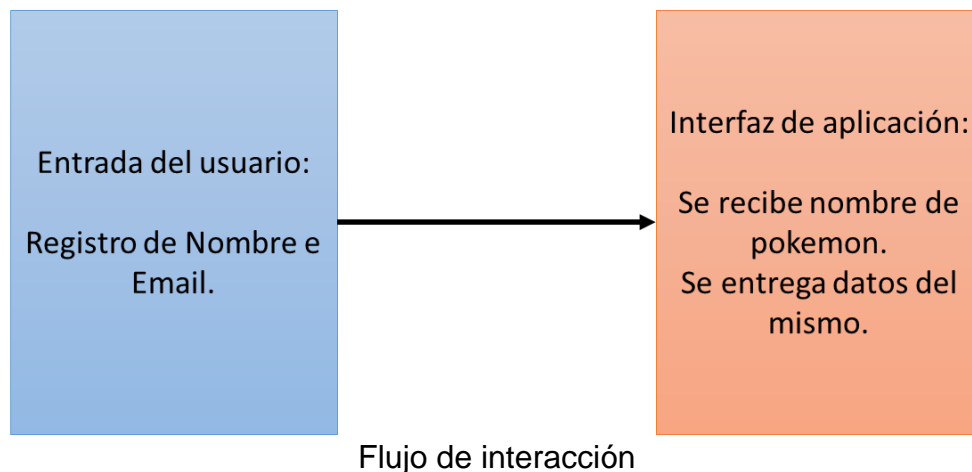 Entrada del usuario:
Registro de Nombre e
Email.
Interfaz de aplicación:
Se recibe nombre de
pokemon.
Se entrega datos del
mismo.
Flujo de interacción